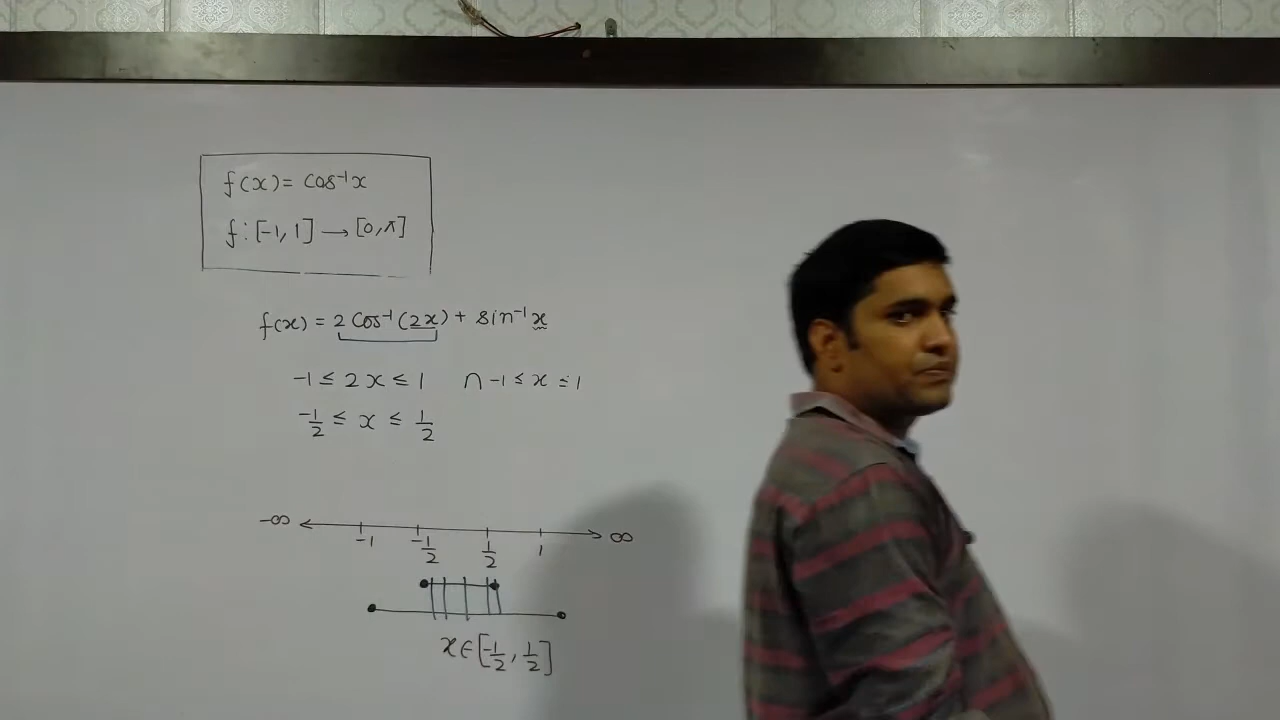 f(x) = cos⁻¹x
f : [-1, 1] → [0, π]
f(x) = 2 cos⁻¹(2x) + sin⁻¹x
-1 ≤ 2x ≤ 1 ∩ -1 ≤ x ≤ 1
-1/2 ≤ x ≤ 1/2
-∞ -1 -1/2 1/2 1 ∞
x ∈ [-1/2, 1/2]